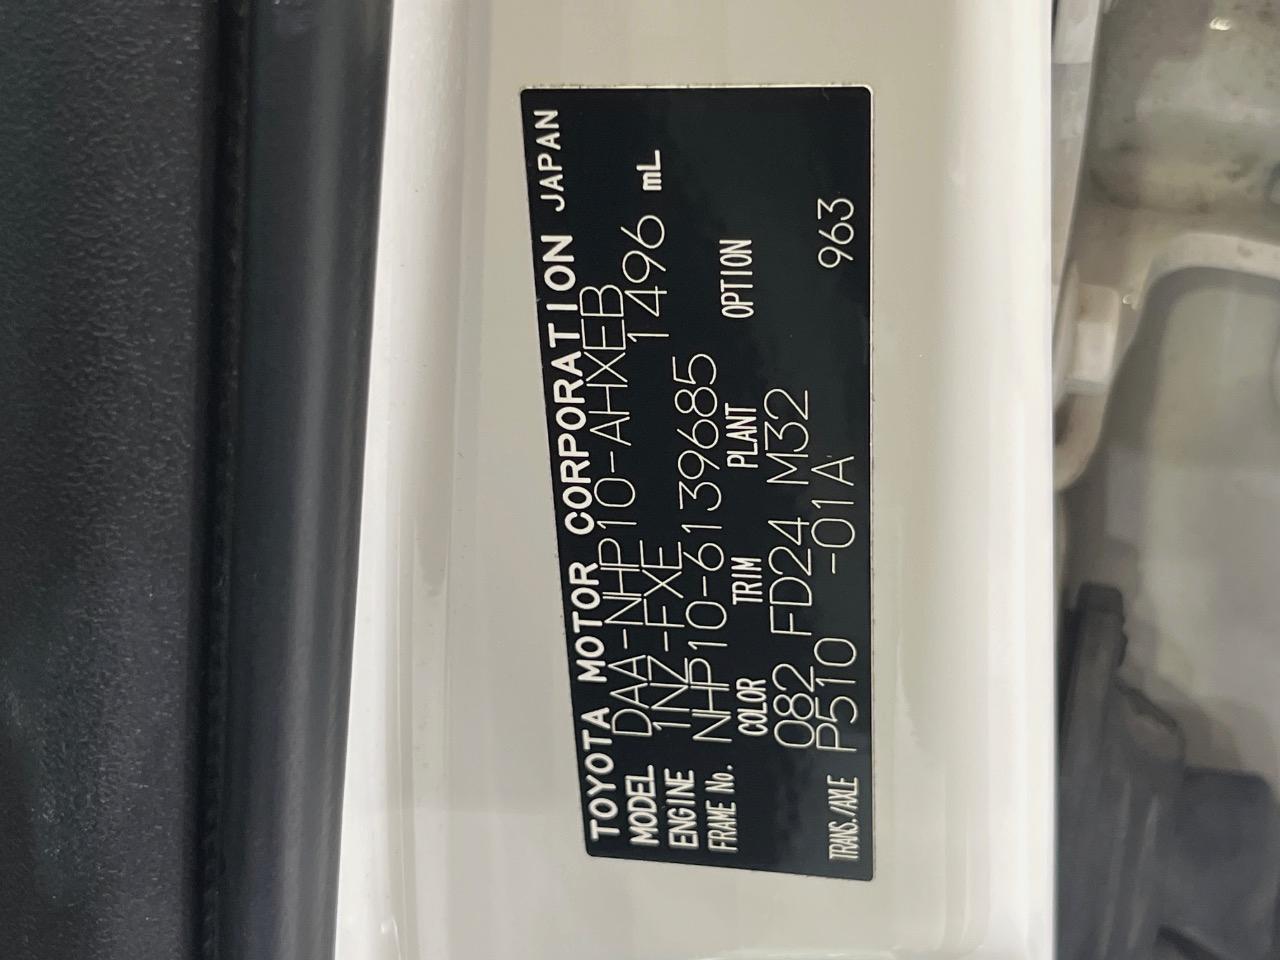 TOYOTA MOTOR CORPORATION JAPAN
MODEL DAA-NHP10-AHXEB
ENGINE 1NZ-FXE 1496 mL
FRAME No. NHP10-6139685
COLOR TRIM PLANT OPTION
082 FD24 M32
TRANS./AXLE P510 -01A 963